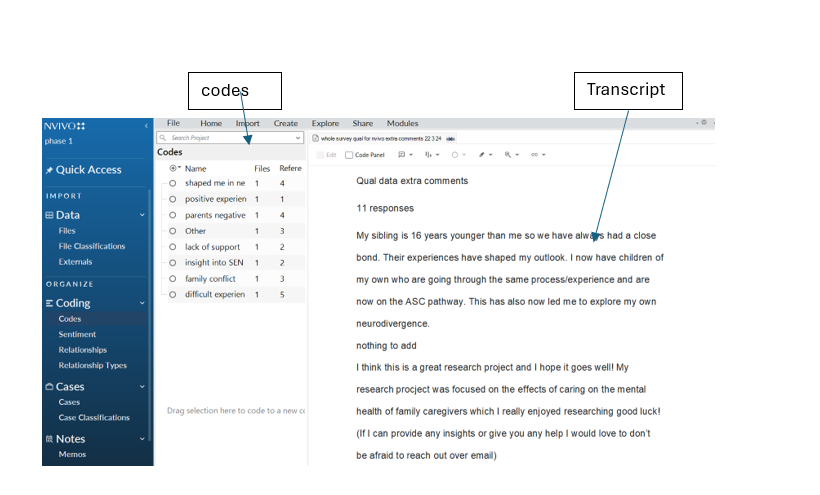 codes
Transcript
NVIVO
phase 1
Quick Access
IMPORT
Data
Files
File Classifications
Externals
ORGANIZE
Coding
Codes
Sentiment
Relationships
Relationship Types
Cases
Cases
Case Classifications
Notes
Memos
File Home Import Create Explore Share Modules
Search Project
Codes
Name Files Refere
shaped me in ne 1 4
positive experien 1 1
parents negative 1 4
Other 1 3
lack of support 1 2
insight into SEN 1 2
family conflict 1 3
difficult experien 1 5
Drag selection here to code to a new co
whole survey qual for nvivo extra comments 22 3 24
Edit Code Panel
Qual data extra comments
11 responses
My sibling is 16 years younger than me so we have always had a close
bond. Their experiences have shaped my outlook. I now have children of
my own who are going through the same process/experience and are
now on the ASC pathway. This has also now led me to explore my own
neurodivergence.
nothing to add
I think this is a great research project and I hope it goes well! My
research procject was focused on the effects of caring on the mental
health of family caregivers which I really enjoyed researching good luck!
(If I can provide any insights or give you any help I would love to don't
be afraid to reach out over email)